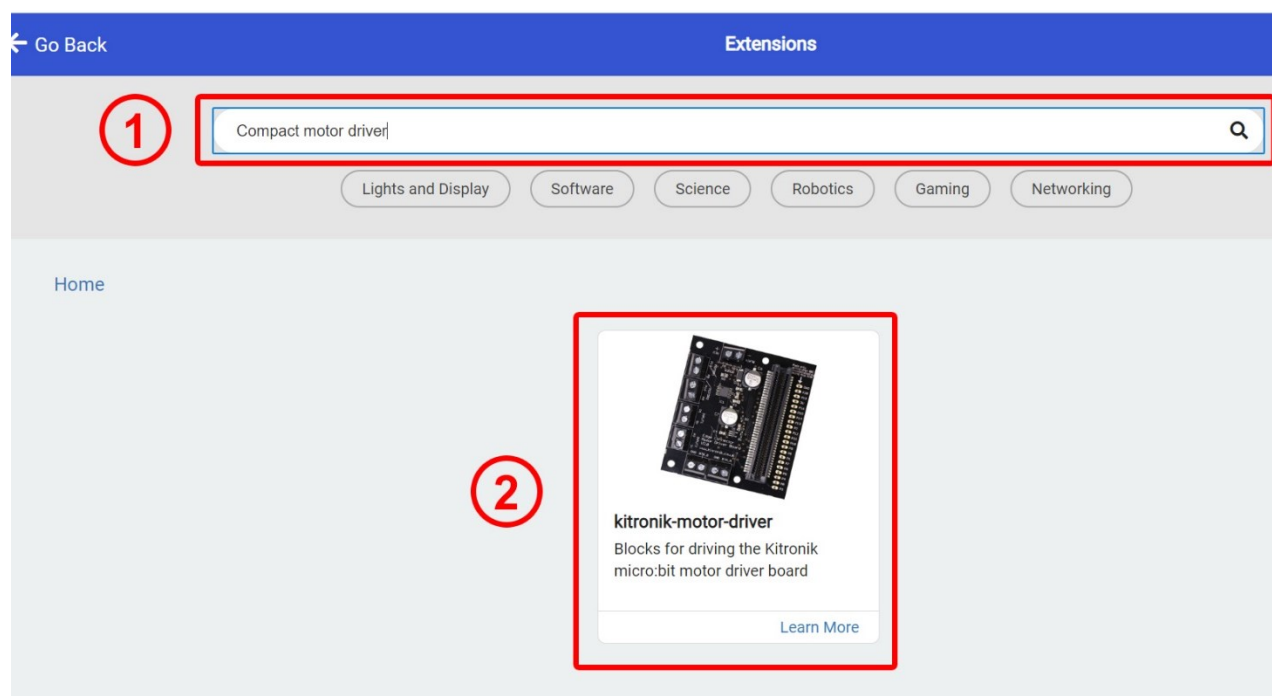 Go Back
Extensions
1
Compact motor driver
Lights and Display
Software
Science
Robotics
Gaming
Networking
Home
2
kitronik-motor-driver
Blocks for driving the Kitronik
micro:bit motor driver board
Learn More